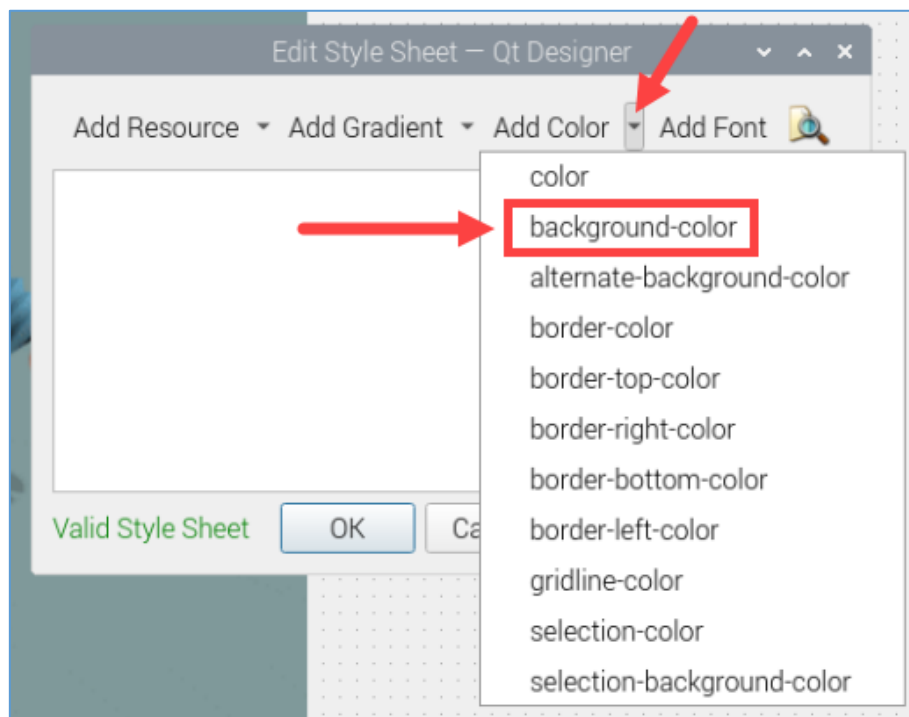 Edit Style Sheet — Qt Designer
Add Resource Add Gradient Add Color Add Font
color
background-color
alternate-background-color
border-color
border-top-color
border-right-color
border-bottom-color
border-left-color
gridline-color
selection-color
selection-background-color
Valid Style Sheet OK Ca